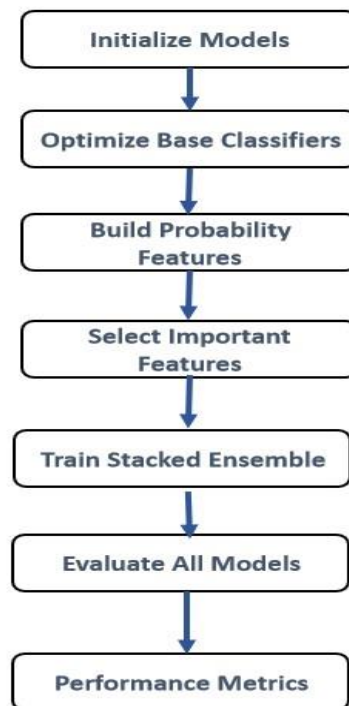 Initialize Models
Optimize Base Classifiers
Build Probability
Features
Select Important
Features
Train Stacked Ensemble
Evaluate All Models
Performance Metrics